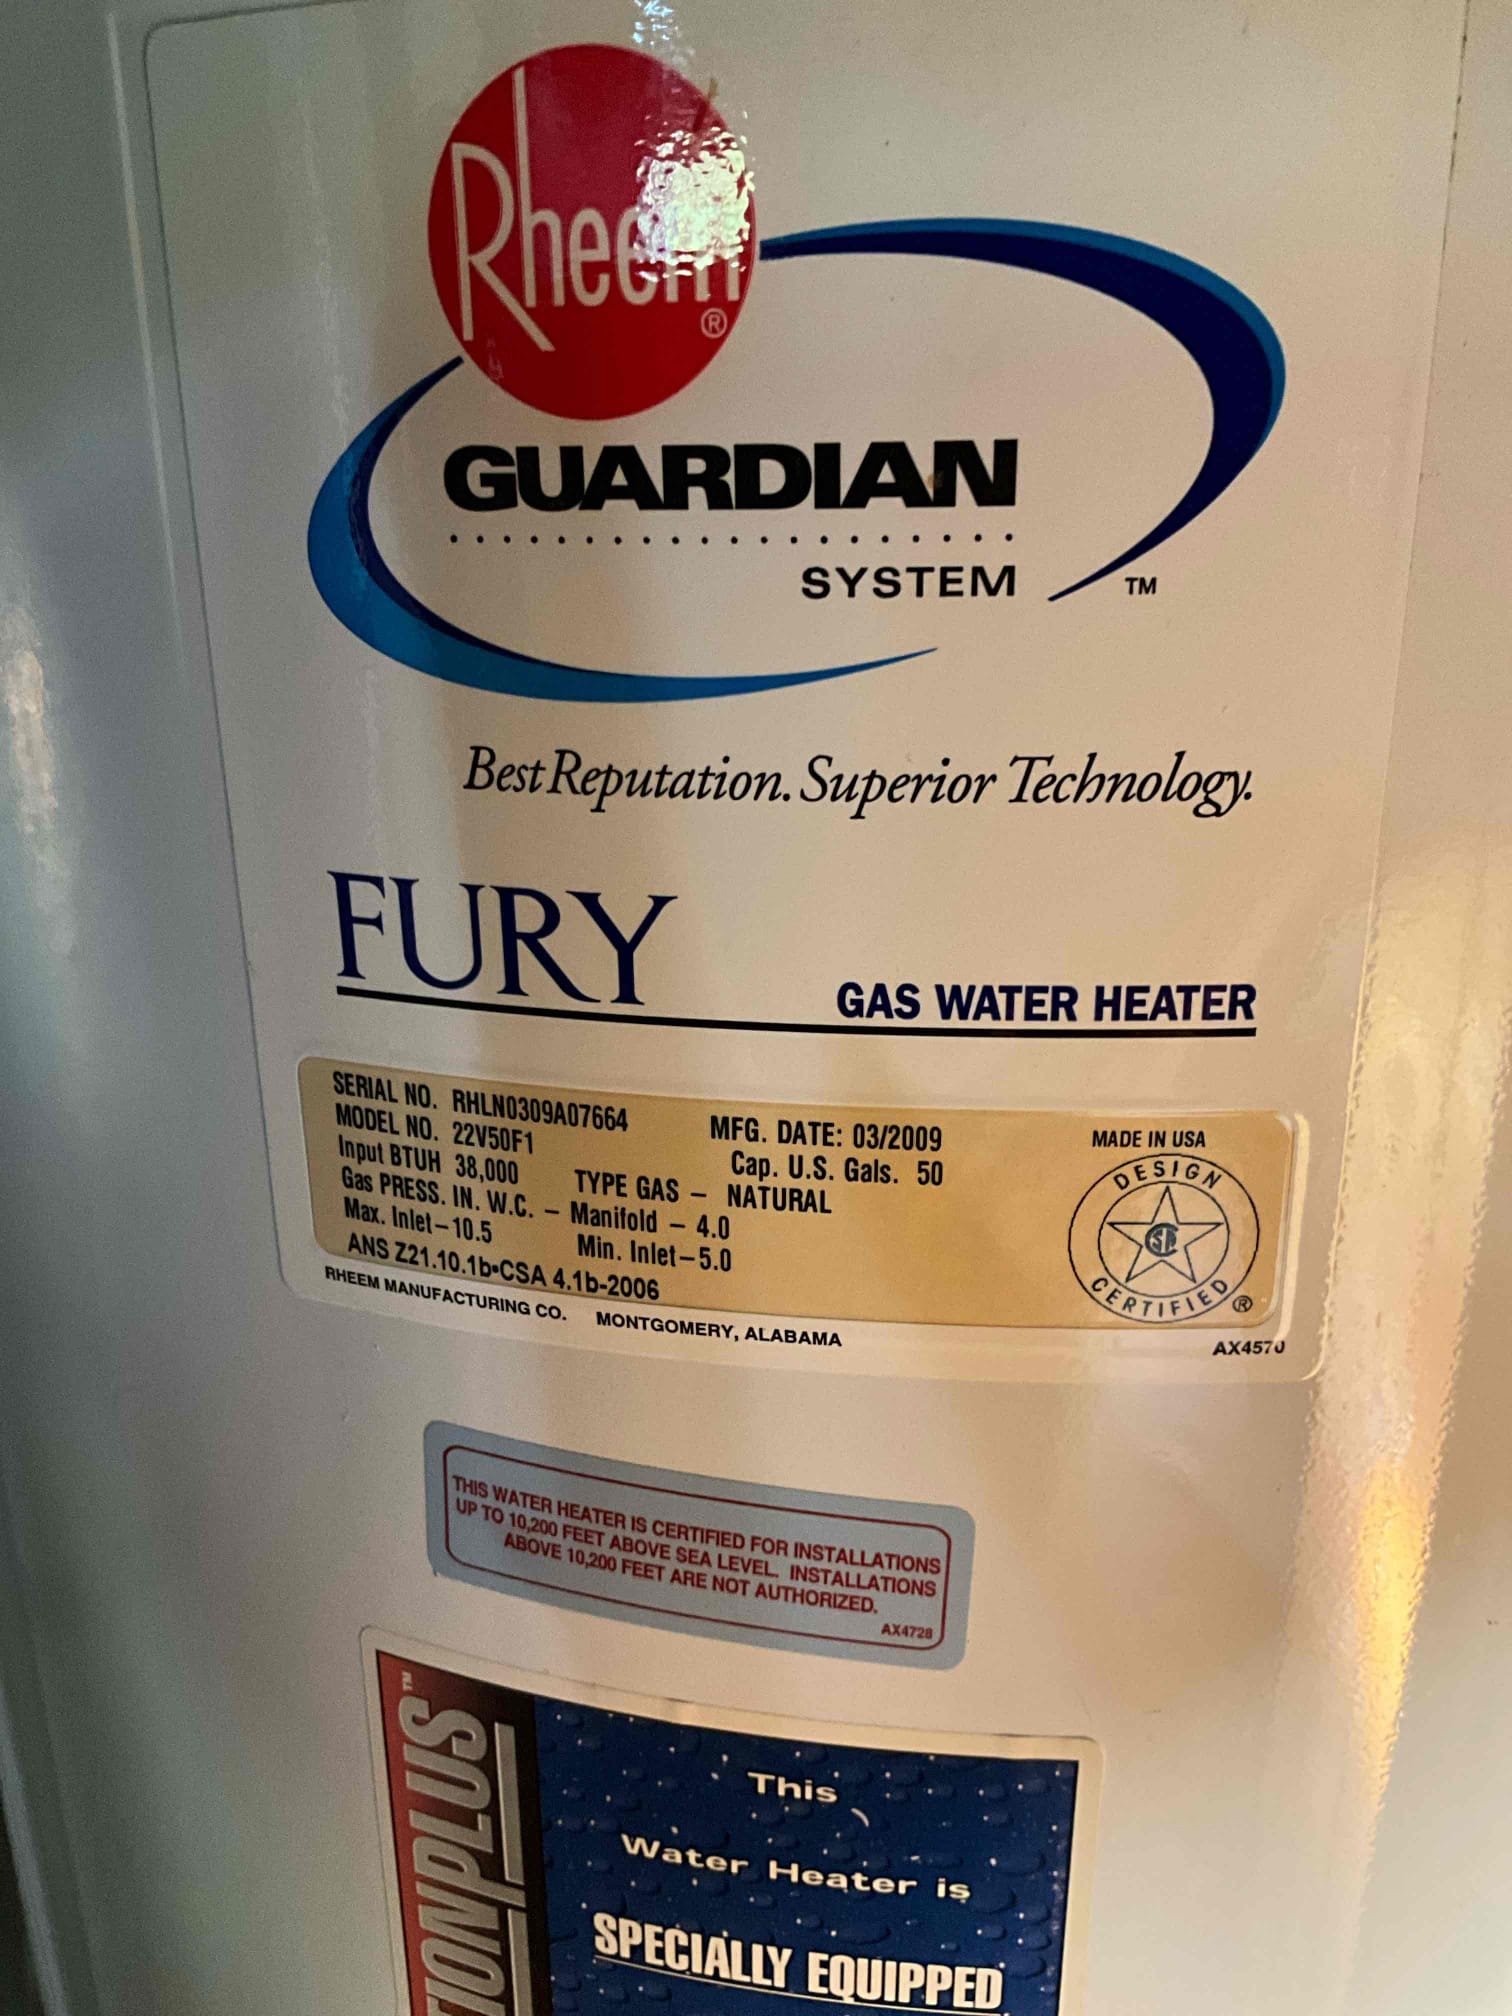 Rheem®
GUARDIAN
SYSTEM ™
Best Reputation. Superior Technology.
FURY
GAS WATER HEATER
SERIAL NO. RHLN0309A07664
MODEL NO. 22V50F1
MFG. DATE: 03/2009
Input BTUH 38,000
Cap. U.S. Gals. 50
TYPE GAS – NATURAL
Gas PRESS. IN. W.C. – Manifold – 4.0
Max. Inlet–10.5 Min. Inlet–5.0
ANS Z21.10.1b•CSA 4.1b-2006
MADE IN USA
DESIGN
CSA
CERTIFIED ®
RHEEM MANUFACTURING CO. MONTGOMERY, ALABAMA
AX4570
THIS WATER HEATER IS CERTIFIED FOR INSTALLATIONS
UP TO 10,200 FEET ABOVE SEA LEVEL. INSTALLATIONS
ABOVE 10,200 FEET ARE NOT AUTHORIZED.
AX4728
IONPLUS™
This
Water Heater is
SPECIALLY EQUIPPED